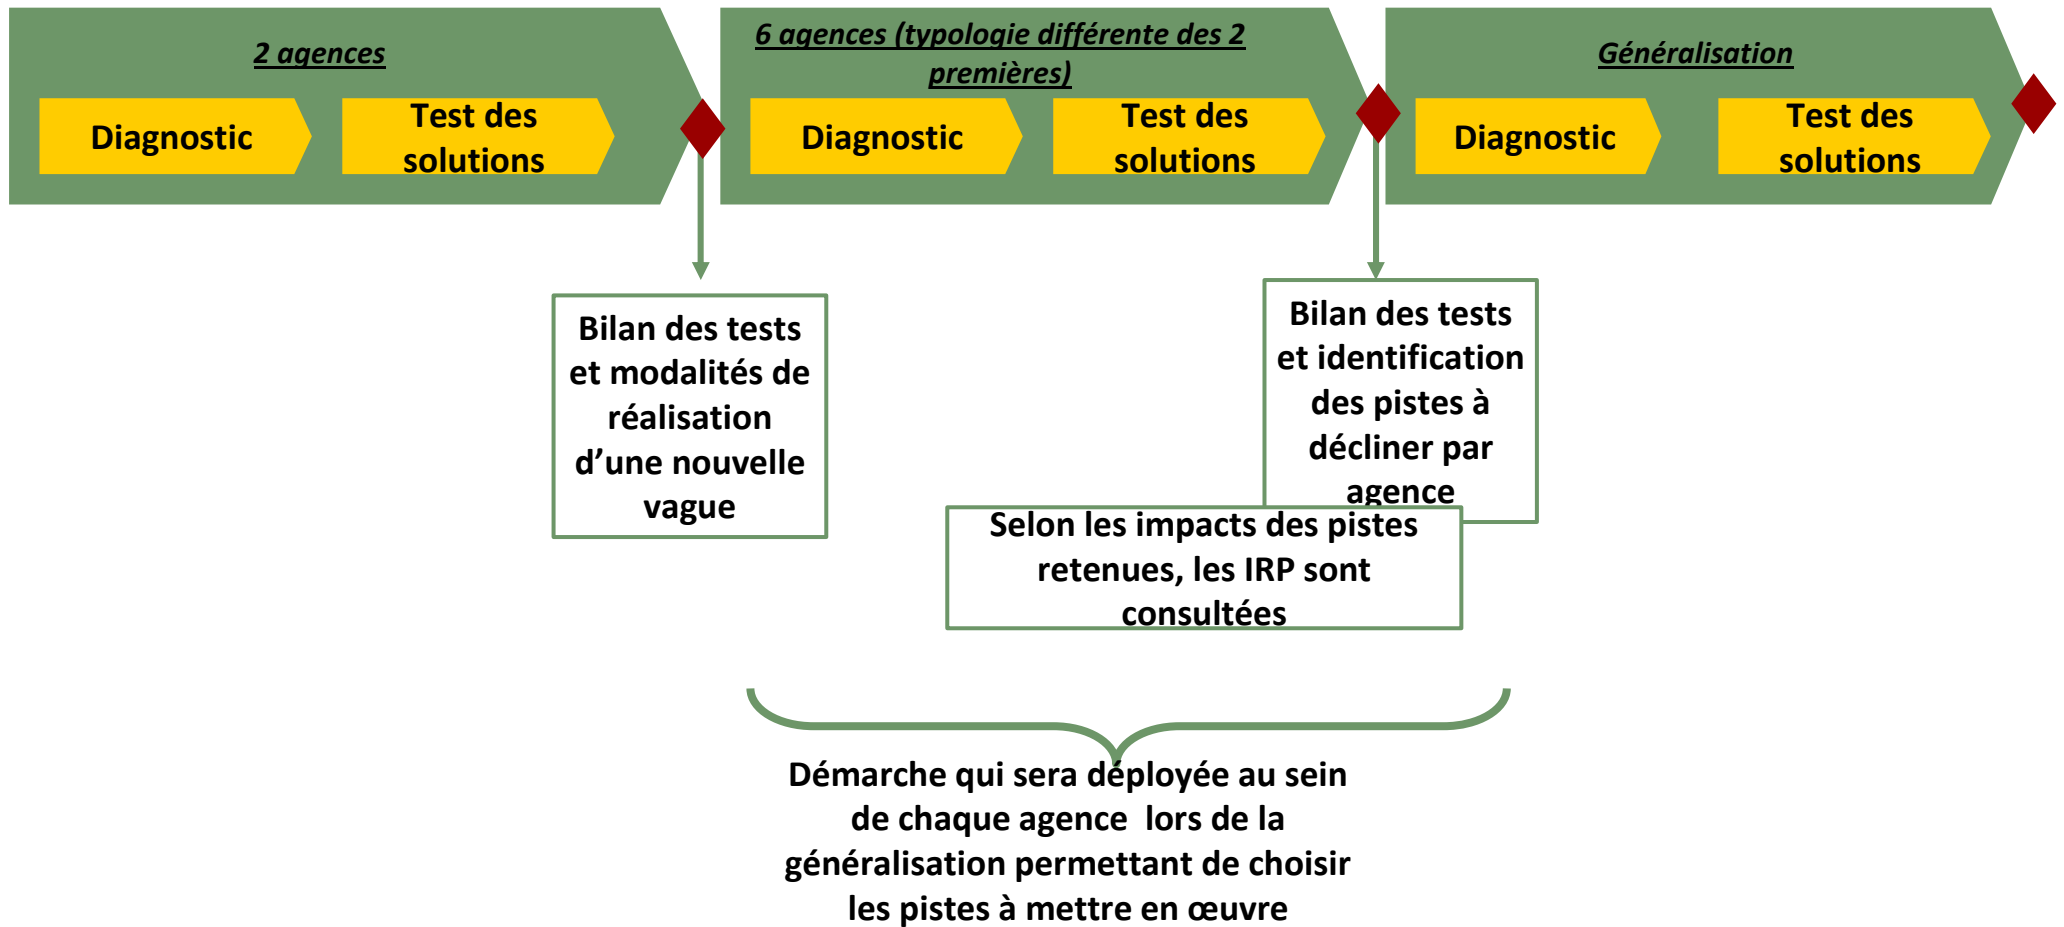 2 agences
Diagnostic
Test des
solutions
6 agences (typologie différente des 2
premières)
Diagnostic
Test des
solutions
Généralisation
Diagnostic
Test des
solutions
Bilan des tests
et modalités de
réalisation
d’une nouvelle
vague
Bilan des tests
et identification
des pistes à
décliner par
agence
Selon les impacts des pistes
retenues, les IRP sont
consultées
Démarche qui sera déployée au sein
de chaque agence  lors de la
généralisation permettant de choisir
les pistes à mettre en œuvre